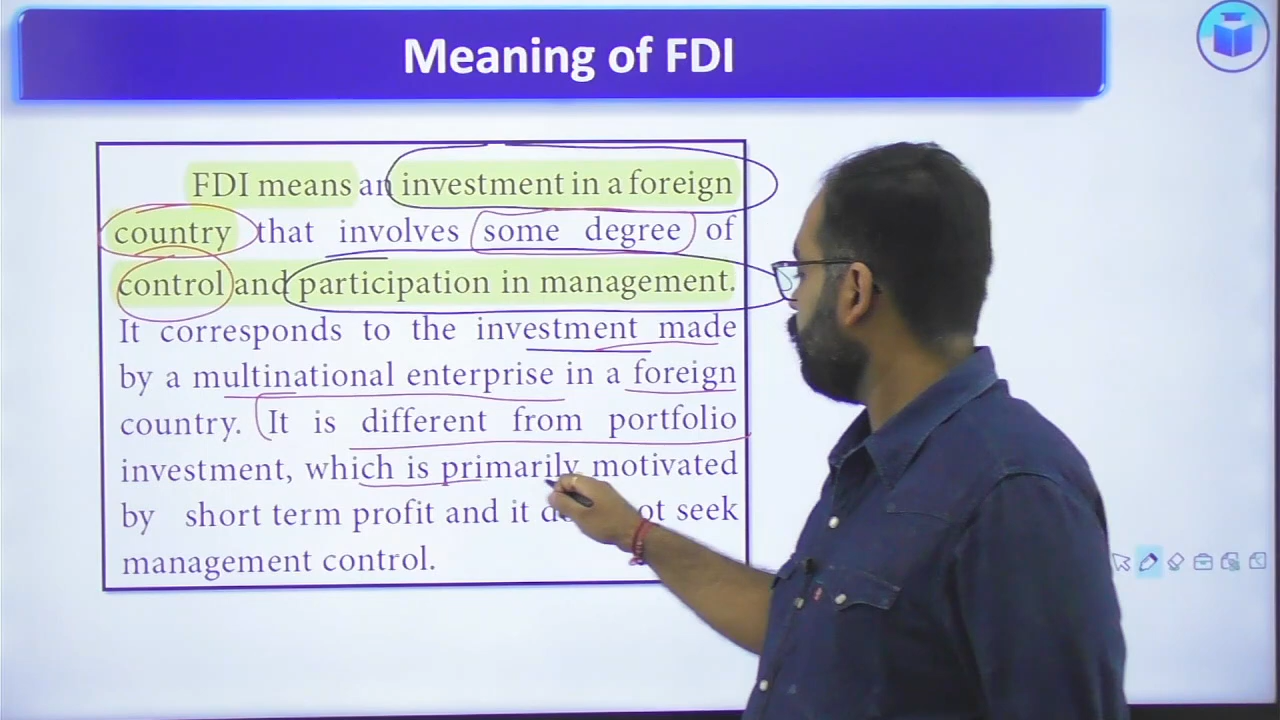 Meaning of FDI
FDI means an investment in a foreign
country that involves some degree of
control and participation in management.
It corresponds to the investment made
by a multinational enterprise in a foreign
country. It is different from portfolio
investment, which is primarily motivated
by short term profit and it seek
management control.